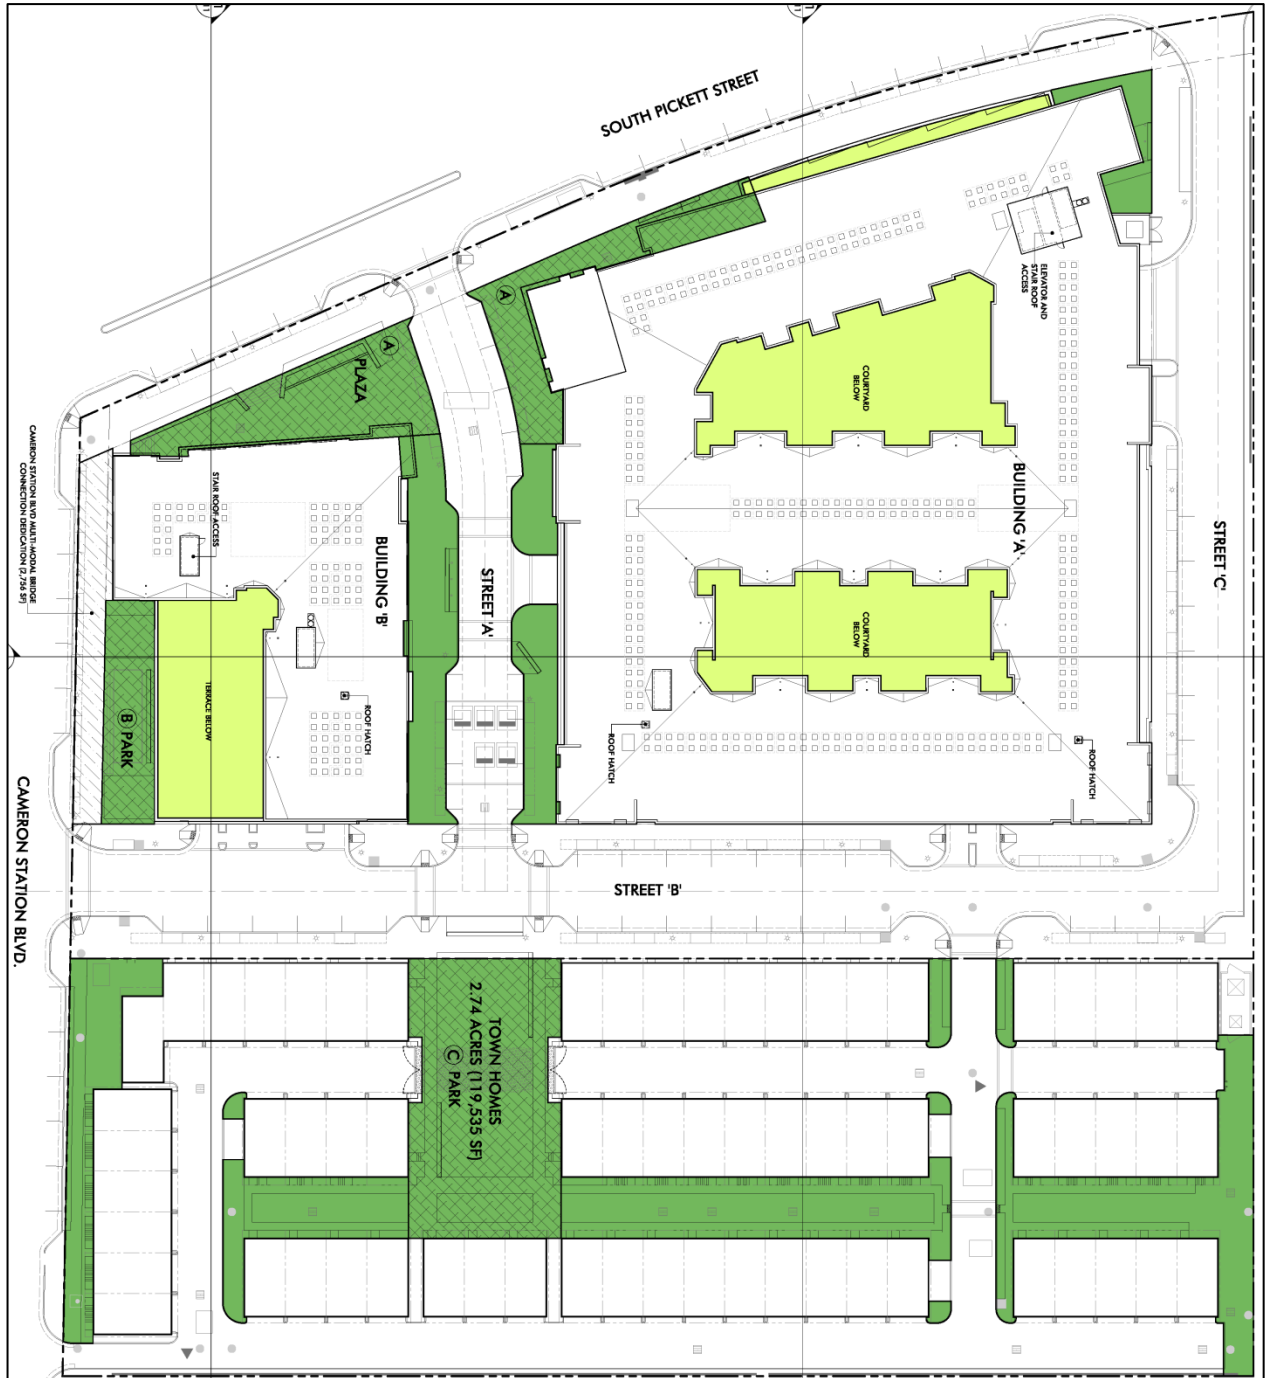 SOUTH PICKETT STREET
ELEVATOR AND
STAIR ROOF
ACCESS
A
A
PLAZA
COURTYARD
BELOW
BUILDING 'A'
STREET 'C'
CAMERON STATION BLVD MULTI-MODAL BRIDGE
CONNECTION DEDICATION (2,756 SF)
STAIR ROOF ACCESS
BUILDING 'B'
STREET 'A'
COURTYARD
BELOW
TERRACE BELOW
B PARK
ROOF HATCH
ROOF HATCH
ROOF HATCH
CAMERON STATION BLVD.
STREET 'B'
TOWN HOMES
2.74 ACRES (119,535 SF)
C PARK